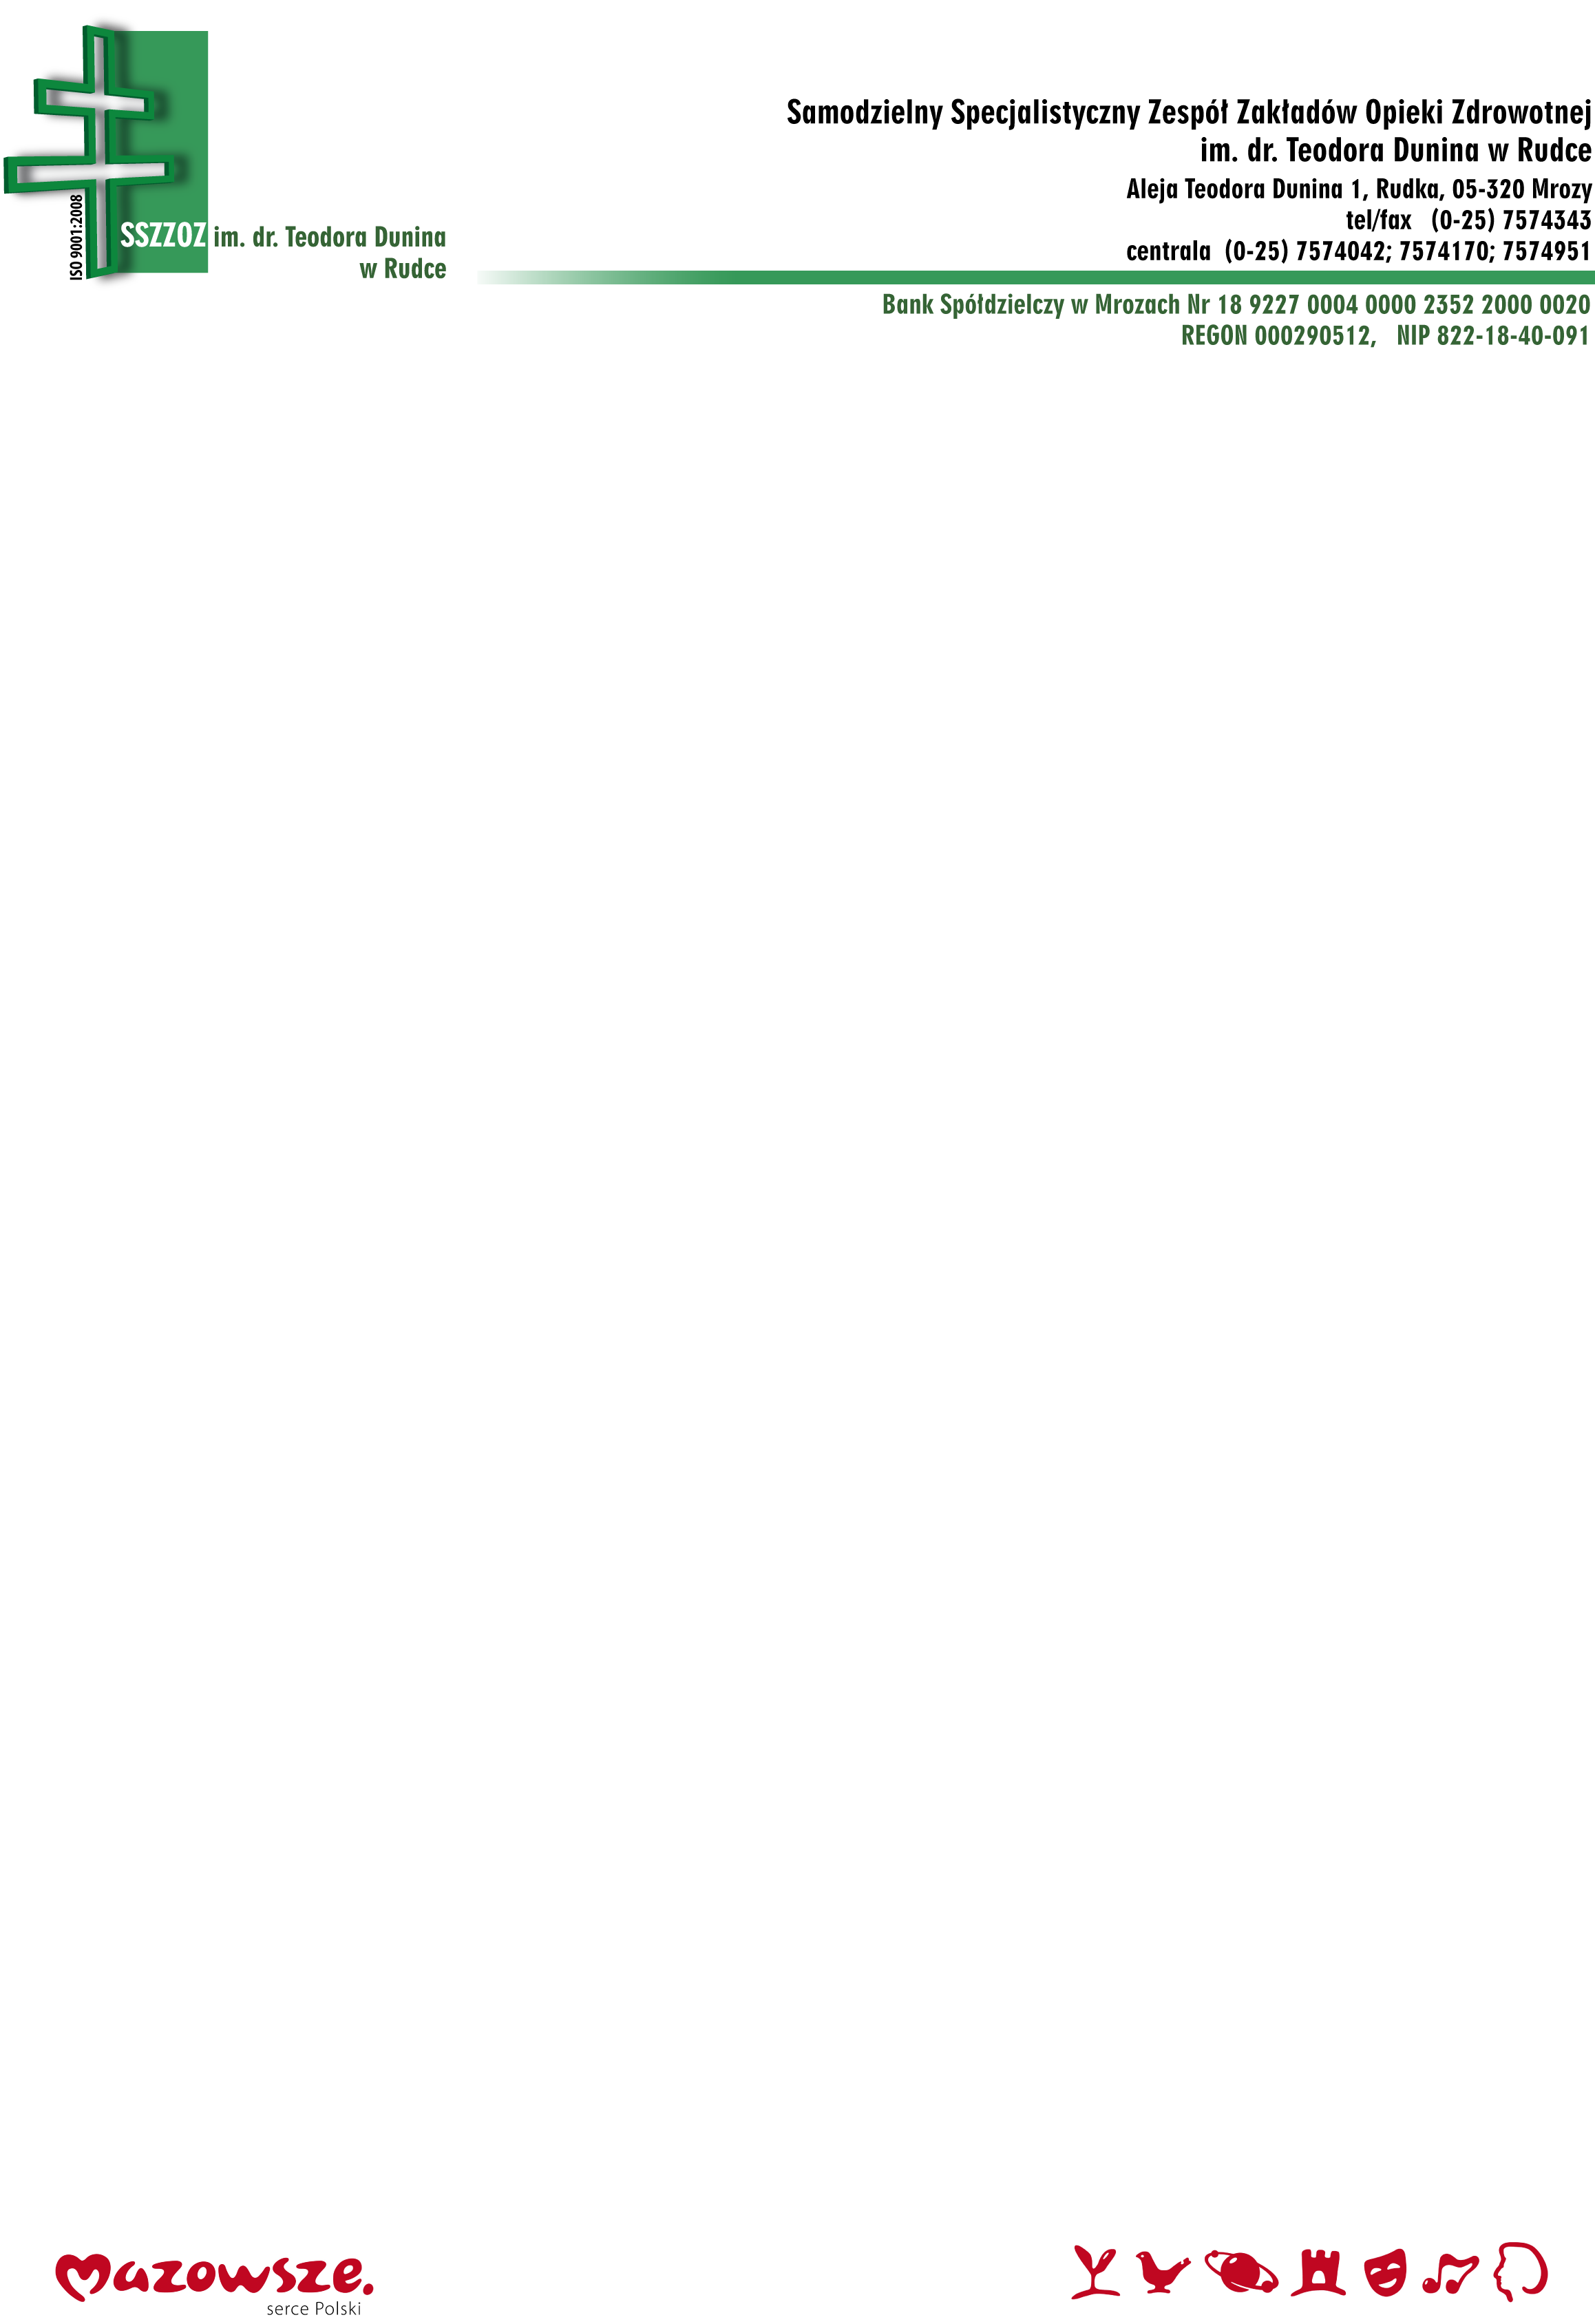 Samodzielny Specjalistyczny Zespół Zakładów Opieki Zdrowotnej
im. dr. Teodora Dunina w Rudce
Aleja Teodora Dunina 1, Rudka, 05-320 Mrozy
tel/fax (0-25) 7574343
centrala (0-25) 7574042; 7574170; 7574951
ISO 9001:2008
SSZZOZ im. dr. Teodora Dunina
w Rudce
Bank Spółdzielczy w Mrozach Nr 18 9227 0004 0000 2352 2000 0020
REGON 000290512, NIP 822-18-40-091
Mazowsze.
serce Polski